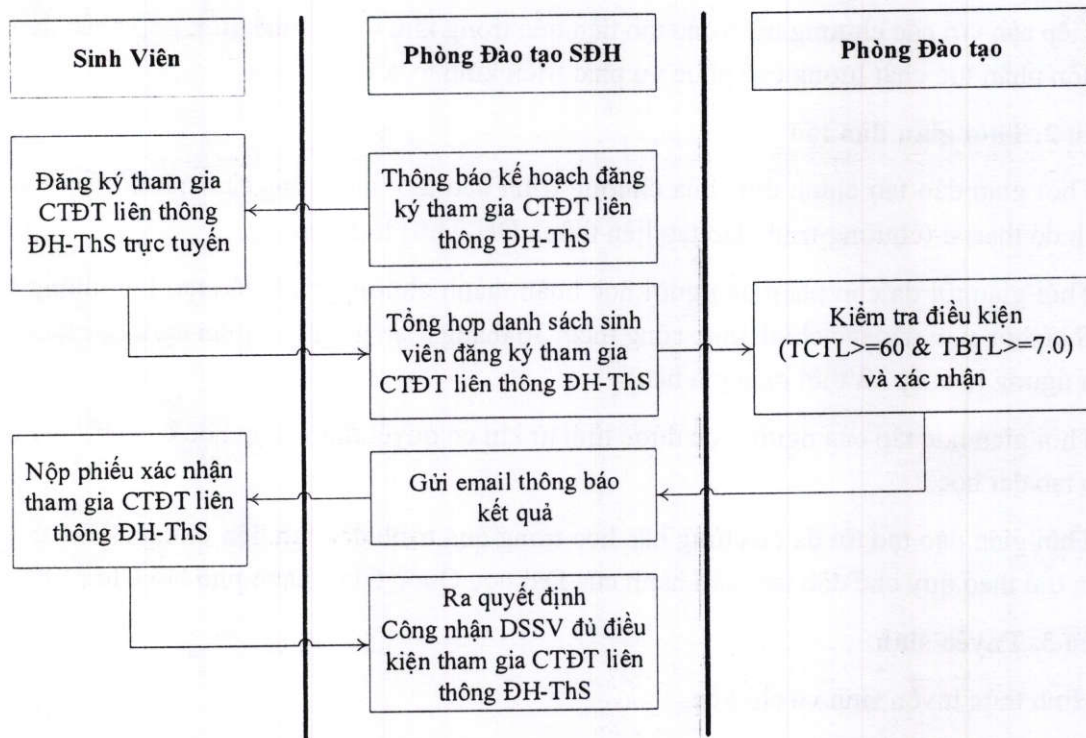 Sinh Viên
Phòng Đào tạo SĐH
Phòng Đào tạo
Thông báo kế hoạch đăng
ký tham gia CTĐT liên
thông ĐH-ThS
Đăng ký tham gia
CTĐT liên thông
ĐH-ThS trực tuyến
Tổng hợp danh sách sinh
viên đăng ký tham gia
CTĐT liên thông ĐH-ThS
Kiểm tra điều kiện
(TCTL>=60 & TBTL>=7.0)
và xác nhận
Gửi email thông báo
kết quả
Nộp phiếu xác nhận
tham gia CTĐT liên
thông ĐH-ThS
Ra quyết định
Công nhận DSSV đủ điều
kiện tham gia CTĐT liên
thông ĐH-ThS